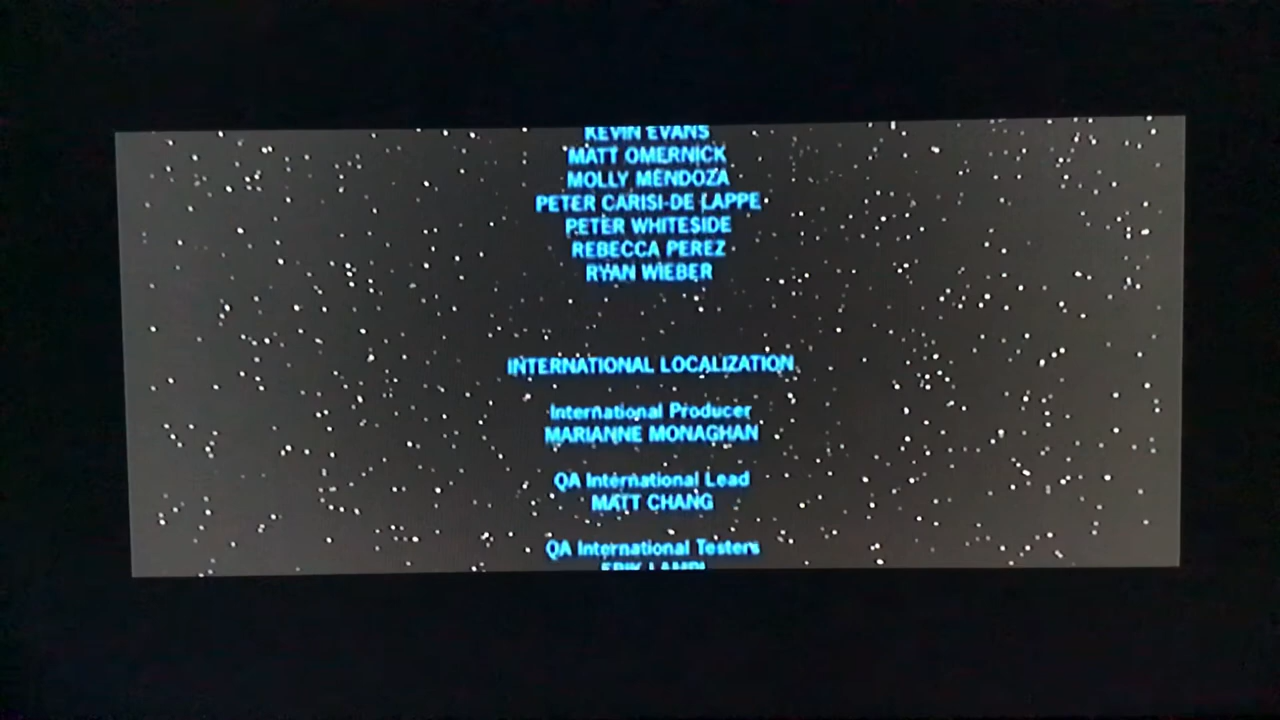 KEVIN EVANS
MATT OMERNICK
MOLLY MENDOZA
PETER CARISI-DE LAPPE
PETER WHITESIDE
REBECCA PEREZ
RYAN WIEBER
INTERNATIONAL LOCALIZATION
International Producer
MARIANNE MONAGHAN
QA International Lead
MATT CHANG
QA International Testers